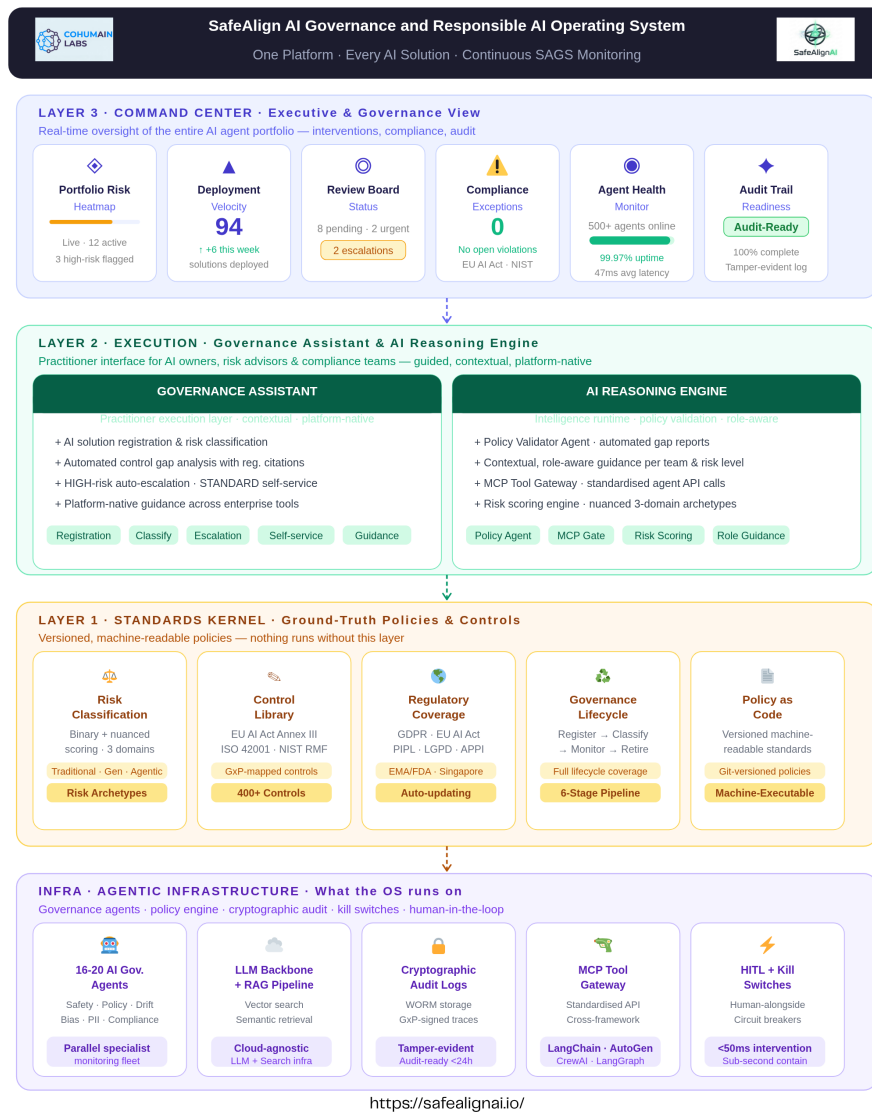 COHUMAIN
LABS
SafeAlign AI Governance and Responsible AI Operating System
One Platform · Every AI Solution · Continuous SAGS Monitoring
SafeAlignAI
LAYER 3 · COMMAND CENTER · Executive & Governance View
Real-time oversight of the entire AI agent portfolio — interventions, compliance, audit
Portfolio Risk
Heatmap
Live · 12 active
3 high-risk flagged
Deployment
Velocity
94
↑ +6 this week
solutions deployed
Review Board
Status
8 pending · 2 urgent
2 escalations
Compliance
Exceptions
0
No open violations
EU AI Act · NIST
Agent Health
Monitor
500+ agents online
99.97% uptime
47ms avg latency
Audit Trail
Readiness
Audit-Ready
100% complete
Tamper-evident log
LAYER 2 · EXECUTION · Governance Assistant & AI Reasoning Engine
Practitioner interface for AI owners, risk advisors & compliance teams — guided, contextual, platform-native
GOVERNANCE ASSISTANT
Practitioner execution layer · contextual · platform-native
+ AI solution registration & risk classification
+ Automated control gap analysis with reg. citations
+ HIGH-risk auto-escalation · STANDARD self-service
+ Platform-native guidance across enterprise tools
Registration
Classify
Escalation
Self-service
Guidance
AI REASONING ENGINE
Intelligence runtime · policy validation · role-aware
+ Policy Validator Agent · automated gap reports
+ Contextual, role-aware guidance per team & risk level
+ MCP Tool Gateway · standardised agent API calls
+ Risk scoring engine · nuanced 3-domain archetypes
Policy Agent
MCP Gate
Risk Scoring
Role Guidance
LAYER 1 · STANDARDS KERNEL · Ground-Truth Policies & Controls
Versioned, machine-readable policies — nothing runs without this layer
Risk
Classification
Binary + nuanced
scoring · 3 domains
Traditional · Gen · Agentic
Risk Archetypes
Control
Library
EU AI Act Annex III
ISO 42001 · NIST RMF
GxP-mapped controls
400+ Controls
Regulatory
Coverage
GDPR · EU AI Act
PIPL · LGPD · APPI
EMA/FDA · Singapore
Auto-updating
Governance
Lifecycle
Register → Classify
→ Monitor → Retire
Full lifecycle coverage
6-Stage Pipeline
Policy as
Code
Versioned machine-
readable standards
Git-versioned policies
Machine-Executable
INFRA · AGENTIC INFRASTRUCTURE · What the OS runs on
Governance agents · policy engine · cryptographic audit · kill switches · human-in-the-loop
16-20 AI Gov.
Agents
Safety · Policy · Drift
Bias · PII · Compliance
Parallel specialist
monitoring fleet
LLM Backbone
+ RAG Pipeline
Vector search
Semantic retrieval
Cloud-agnostic
LLM + Search infra
Cryptographic
Audit Logs
WORM storage
GxP-signed traces
Tamper-evident
Audit-ready <24h
MCP Tool
Gateway
Standardised API
Cross-framework
LangChain · AutoGen
CrewAI · LangGraph
HITL + Kill
Switches
Human-alongside
Circuit breakers
<50ms intervention
Sub-second contain
https://safealignai.io/